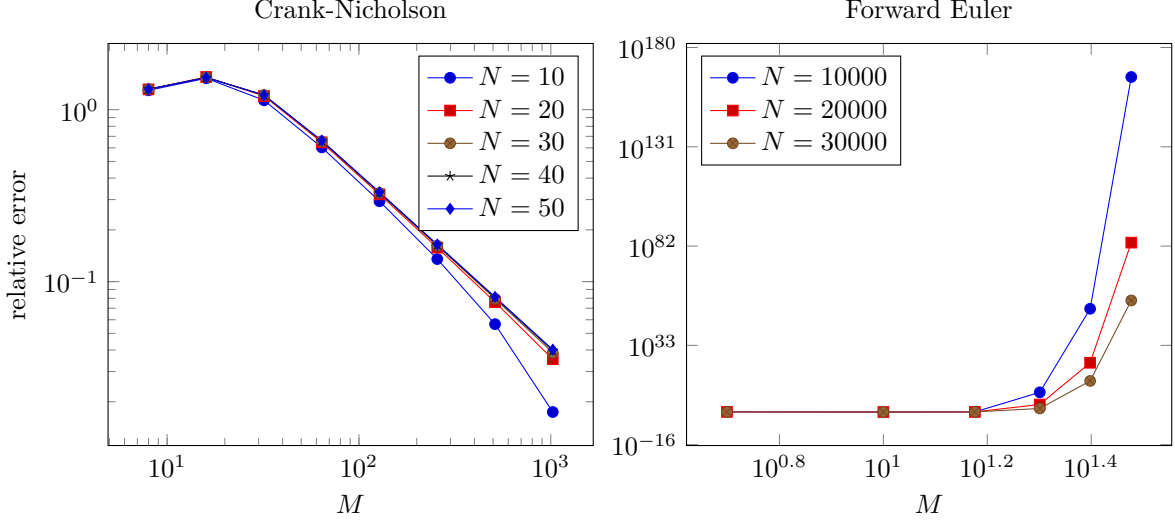 Crank-Nicholson
relative error
10^0
10^{-1}
N = 10
N = 20
N = 30
N = 40
N = 50
10^1
10^2
10^3
M
Forward Euler
10^{180}
10^{131}
10^{82}
10^{33}
10^{-16}
N = 10000
N = 20000
N = 30000
10^{0.8}
10^1
10^{1.2}
10^{1.4}
M